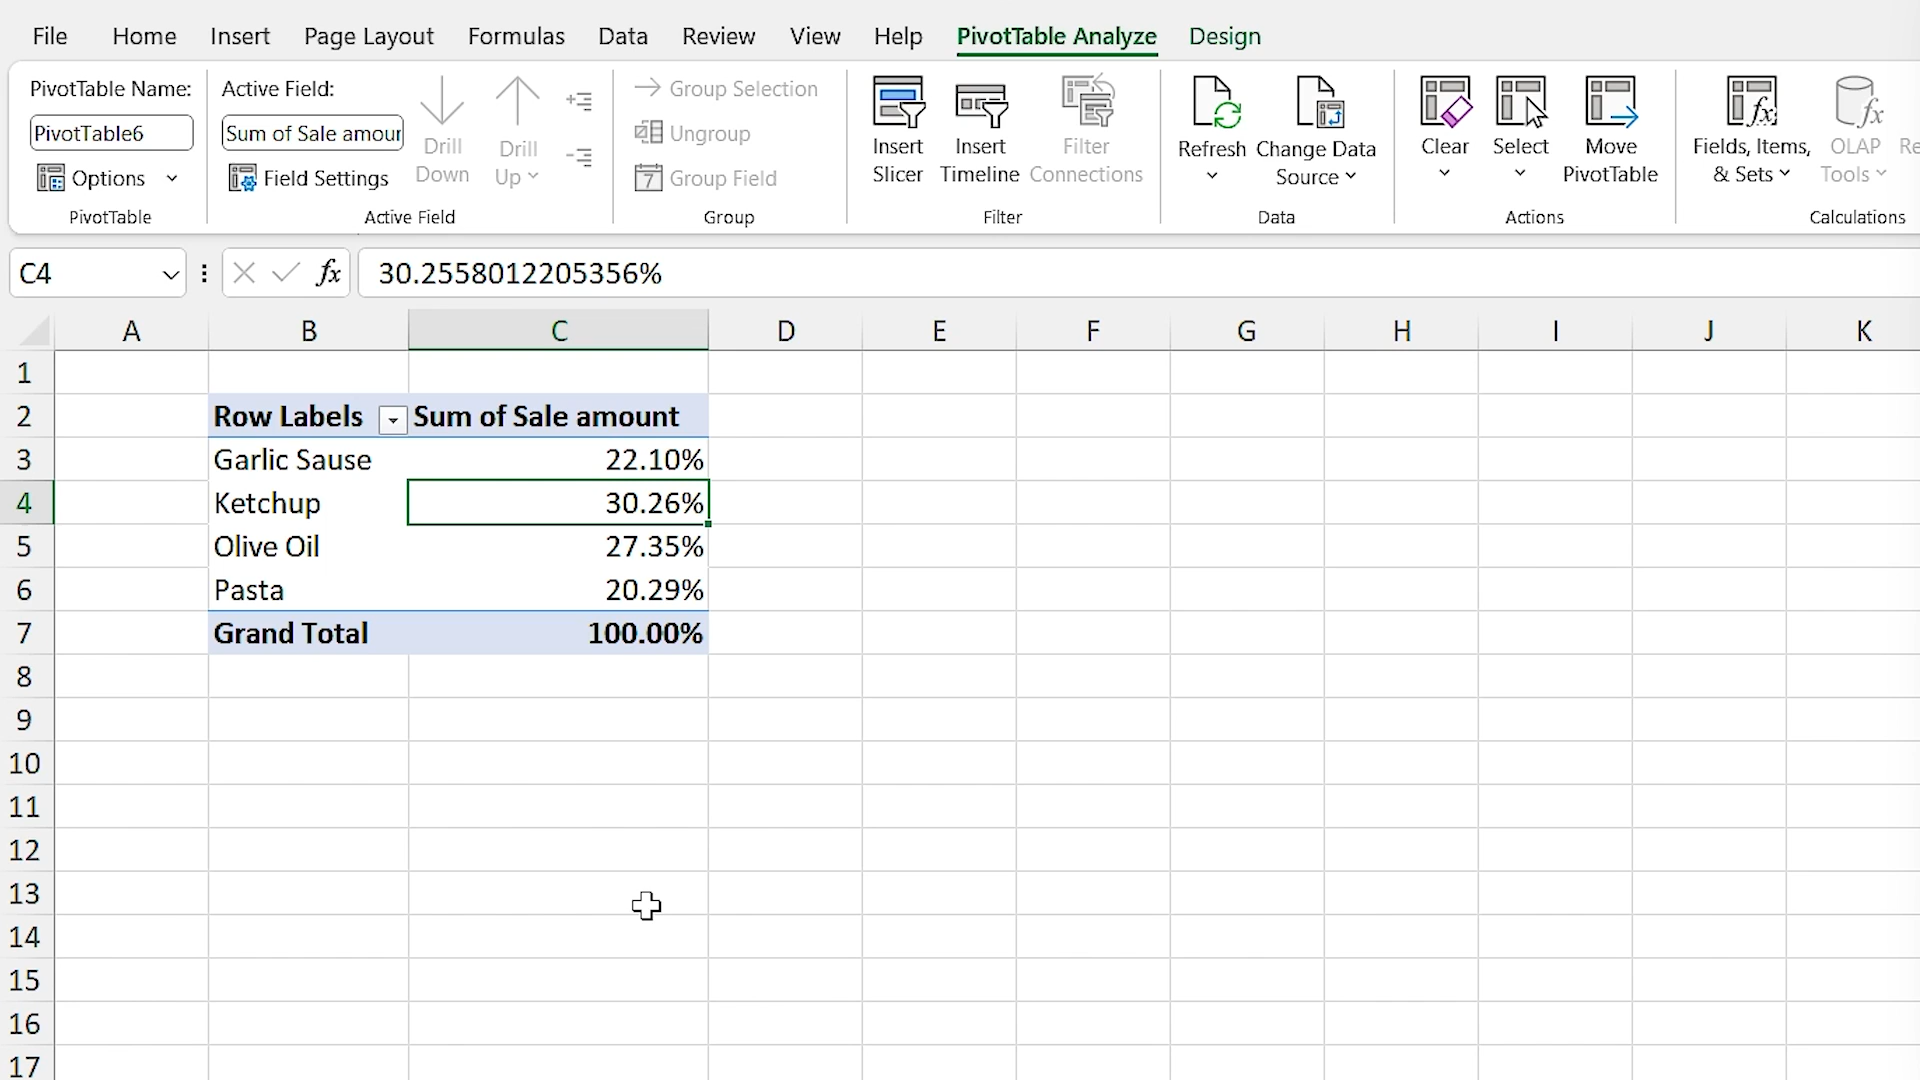 File Home Insert Page Layout Formulas Data Review View Help PivotTable Analyze Design
PivotTable Name:
PivotTable6
Options
PivotTable
Active Field:
Sum of Sale amour
Field Settings
Drill Down
Drill Up
Active Field
Group Selection
Ungroup
7 Group Field
Group
Insert Slicer
Insert Timeline
Filter Connections
Filter
Refresh
Change Data Source
Data
Clear
Select
Move PivotTable
Actions
Fields, Items, & Sets
OLAP Tools
Re
Calculations
C4 fx 30.2558012205356%
A B C D E F G H I J K
1
2 Row Labels Sum of Sale amount
3 Garlic Sause 22.10%
4 Ketchup 30.26%
5 Olive Oil 27.35%
6 Pasta 20.29%
7 Grand Total 100.00%
8
9
10
11
12
13
14
15
16
17